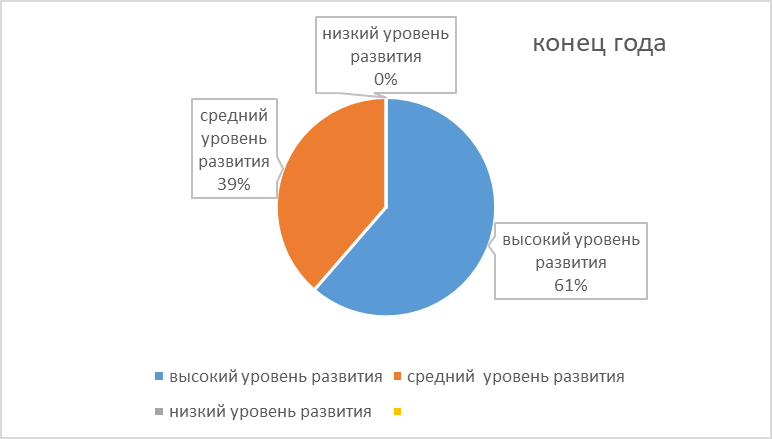 конец года
низкий уровень
развития
0%
средний
уровень
развития
39%
высокий уровень
развития
61%
высокий уровень развития
средний уровень развития
низкий уровень развития